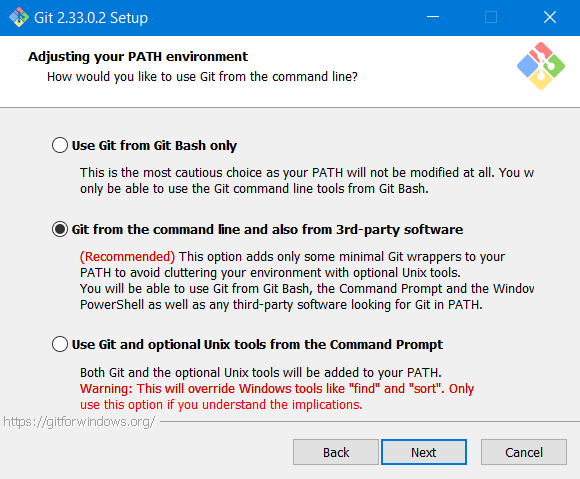 Git 2.33.0.2 Setup
Adjusting your PATH environment
How would you like to use Git from the command line?
Use Git from Git Bash only
This is the most cautious choice as your PATH will not be modified at all. You w
only be able to use the Git command line tools from Git Bash.
Git from the command line and also from 3rd-party software
(Recommended) This option adds only some minimal Git wrappers to your
PATH to avoid cluttering your environment with optional Unix tools.
You will be able to use Git from Git Bash, the Command Prompt and the Window
PowerShell as well as any third-party software looking for Git in PATH.
Use Git and optional Unix tools from the Command Prompt
Both Git and the optional Unix tools will be added to your PATH.
Warning: This will override Windows tools like "find" and "sort". Only
use this option if you understand the implications.
https://gitforwindows.org/
Back
Next
Cancel